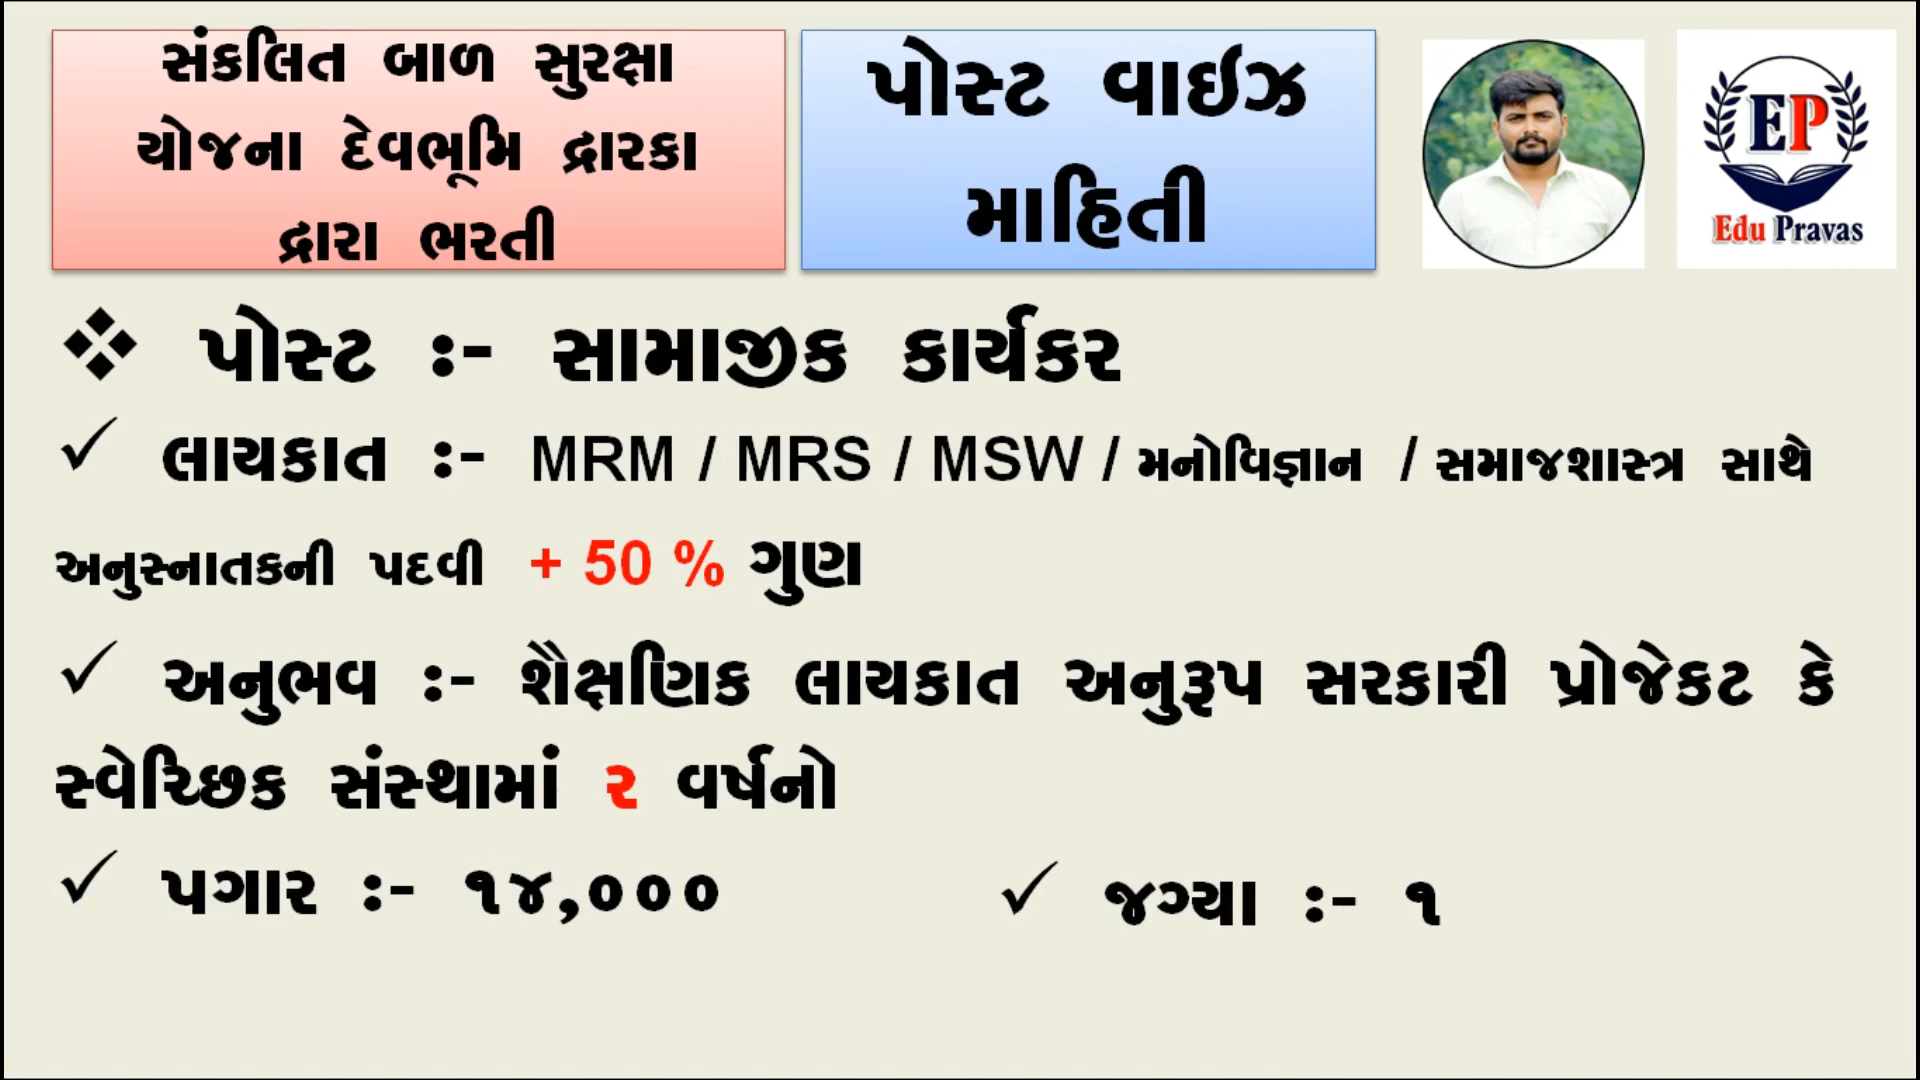 સંકલિત બાળ સુરક્ષા
યોજના દેવભૂમિ દ્વારકા
દ્વારા ભરતી
પોસ્ટ વાઈઝ
માહિતી
EP
Edu Pravas
❖ પોસ્ટ :- સામાજીક કાર્યકર
✓ લાયકાત :- MRM / MRS / MSW / મનોવિજ્ઞાન / સમાજશાસ્ત્ર સાથે
અનુસ્નાતકની પદવી + 50 % ગુણ
✓ અનુભવ :- શૈક્ષણિક લાયકાત અનુરૂપ સરકારી પ્રોજેકટ કે
સ્વેચ્છિક સંસ્થામાં ૨ વર્ષનો
✓ પગાર :- ૧૪,૦૦૦ ✓ જગ્યા :- ૧